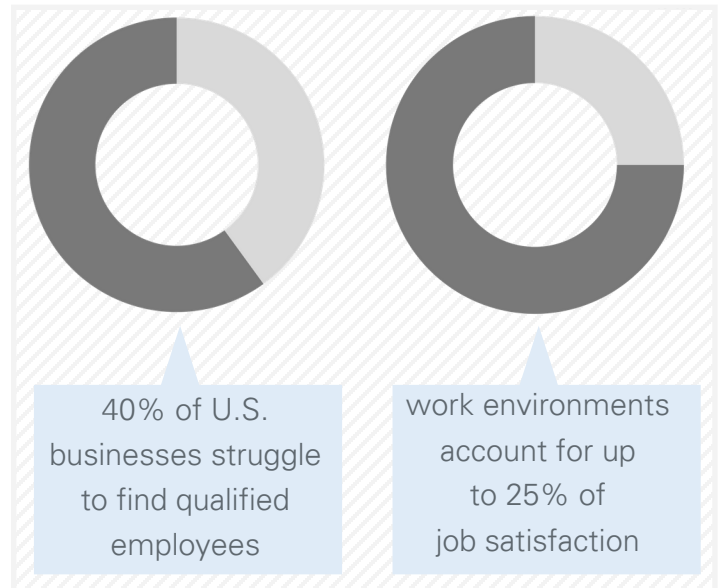 40% of U.S.
businesses struggle
to find qualified
employees
work environments
account for up
to 25% of
job satisfaction